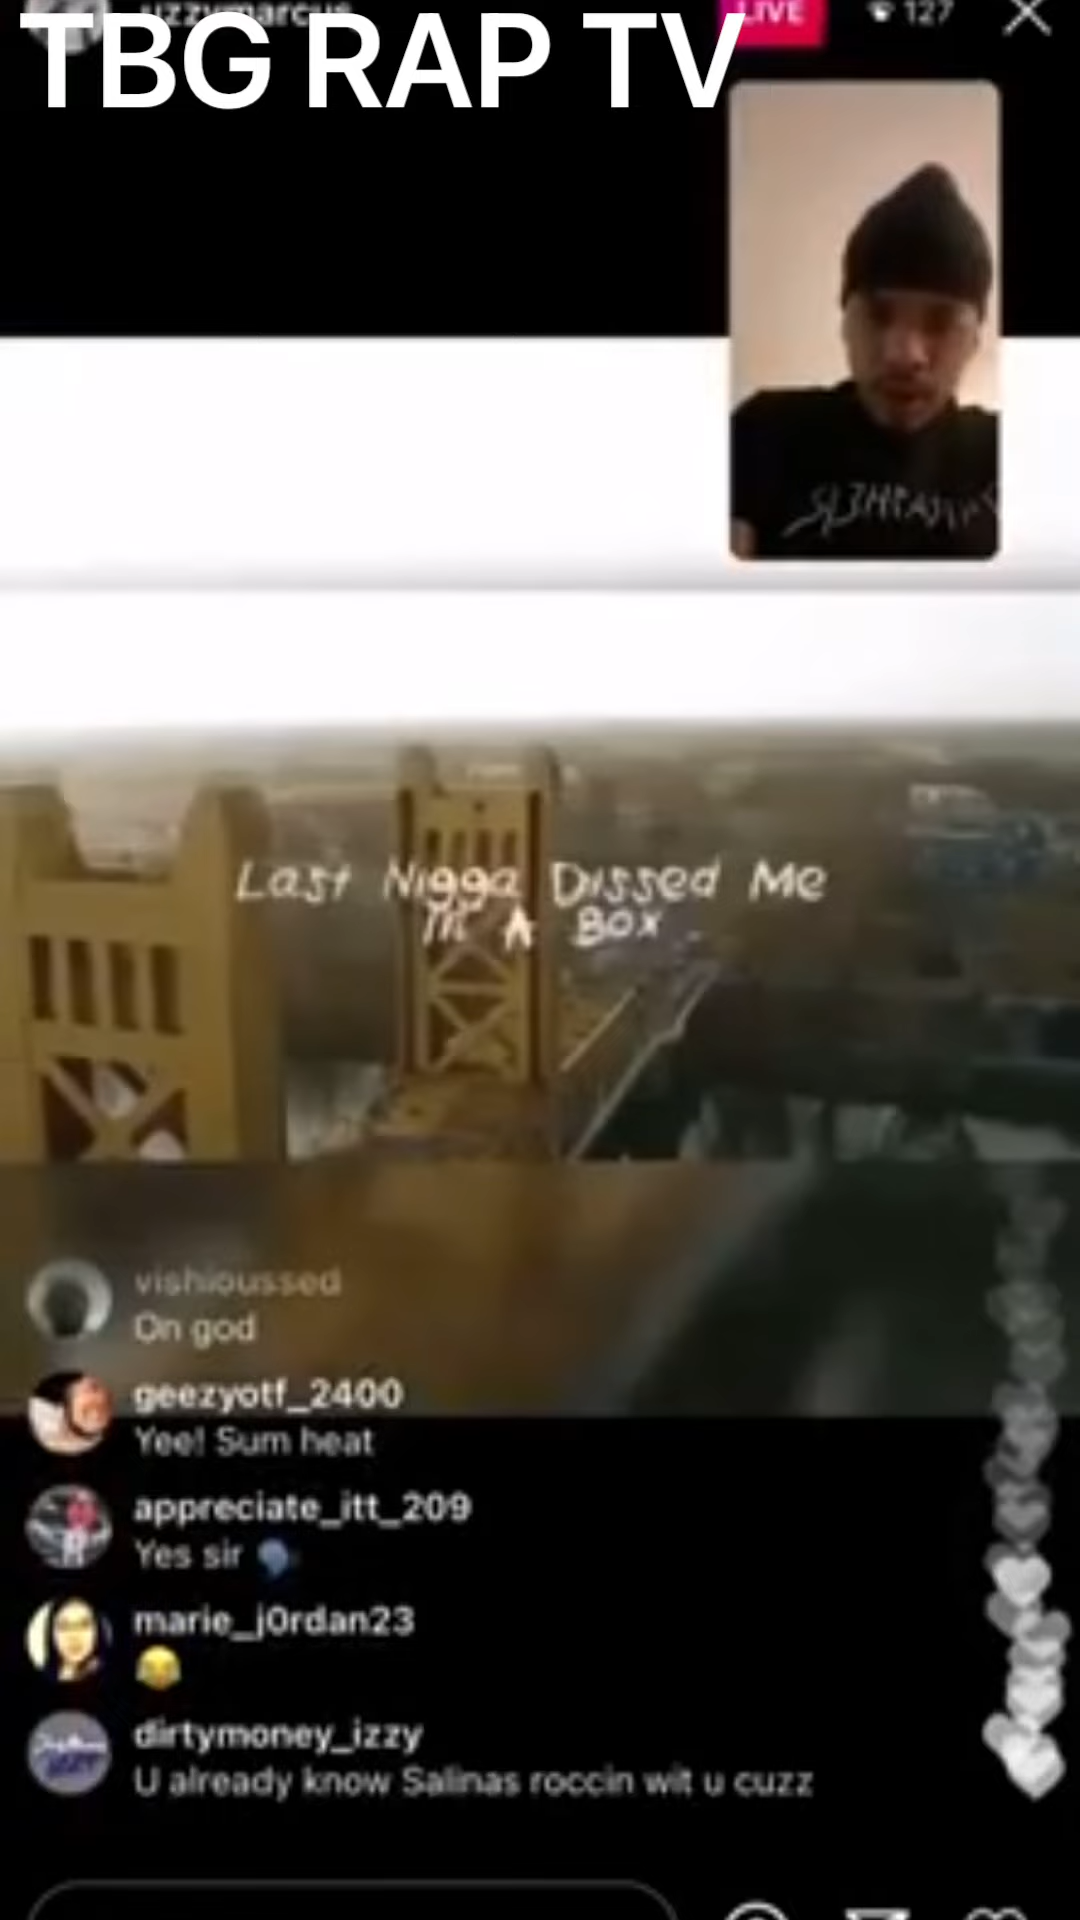 uzzymarcus
LIVE
127
TBG RAP TV
Last Nigga Dissed Me
In A Box
vishioussed
On god
geezyotf_2400
Yee! Sum heat
appreciate_itt_209
Yes sir 🗣
marie_j0rdan23
😂
dirtymoney_izzy
U already know Salinas roccin wit u cuzz